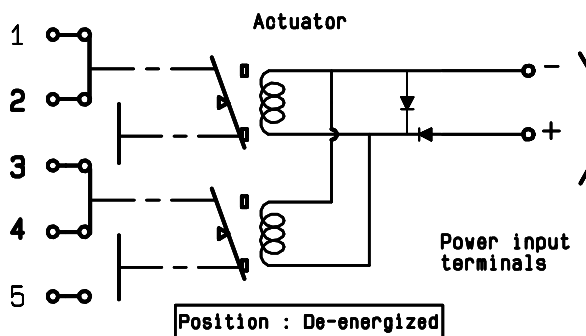 Actuator
1
2
3
4
5
−
+
Power input
terminals
Position : De-energized